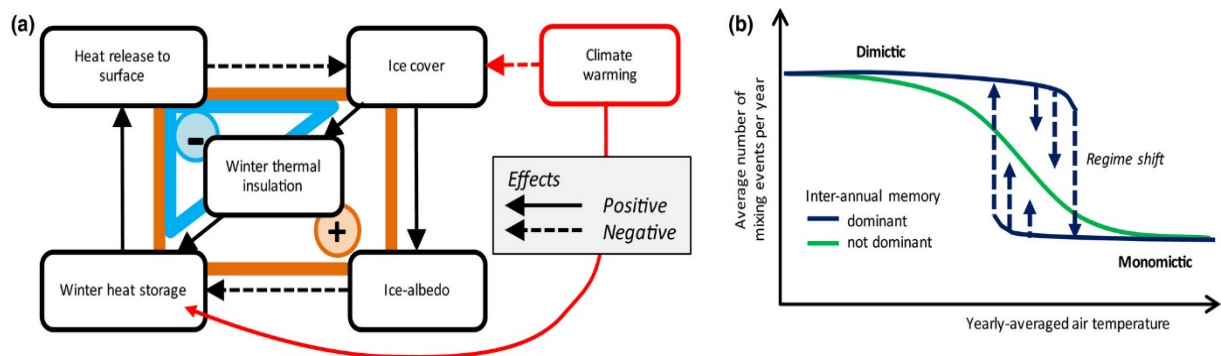 (a)
Heat release to
surface
Ice cover
Climate
warming
-
Winter thermal
insulation
+
Effects
Positive
Negative
Winter heat storage
Ice-albedo
(b)
Average number of
mixing events per year
Dimictic
Regime shift
Inter-annual memory
dominant
not dominant
Monomictic
Yearly-averaged air temperature